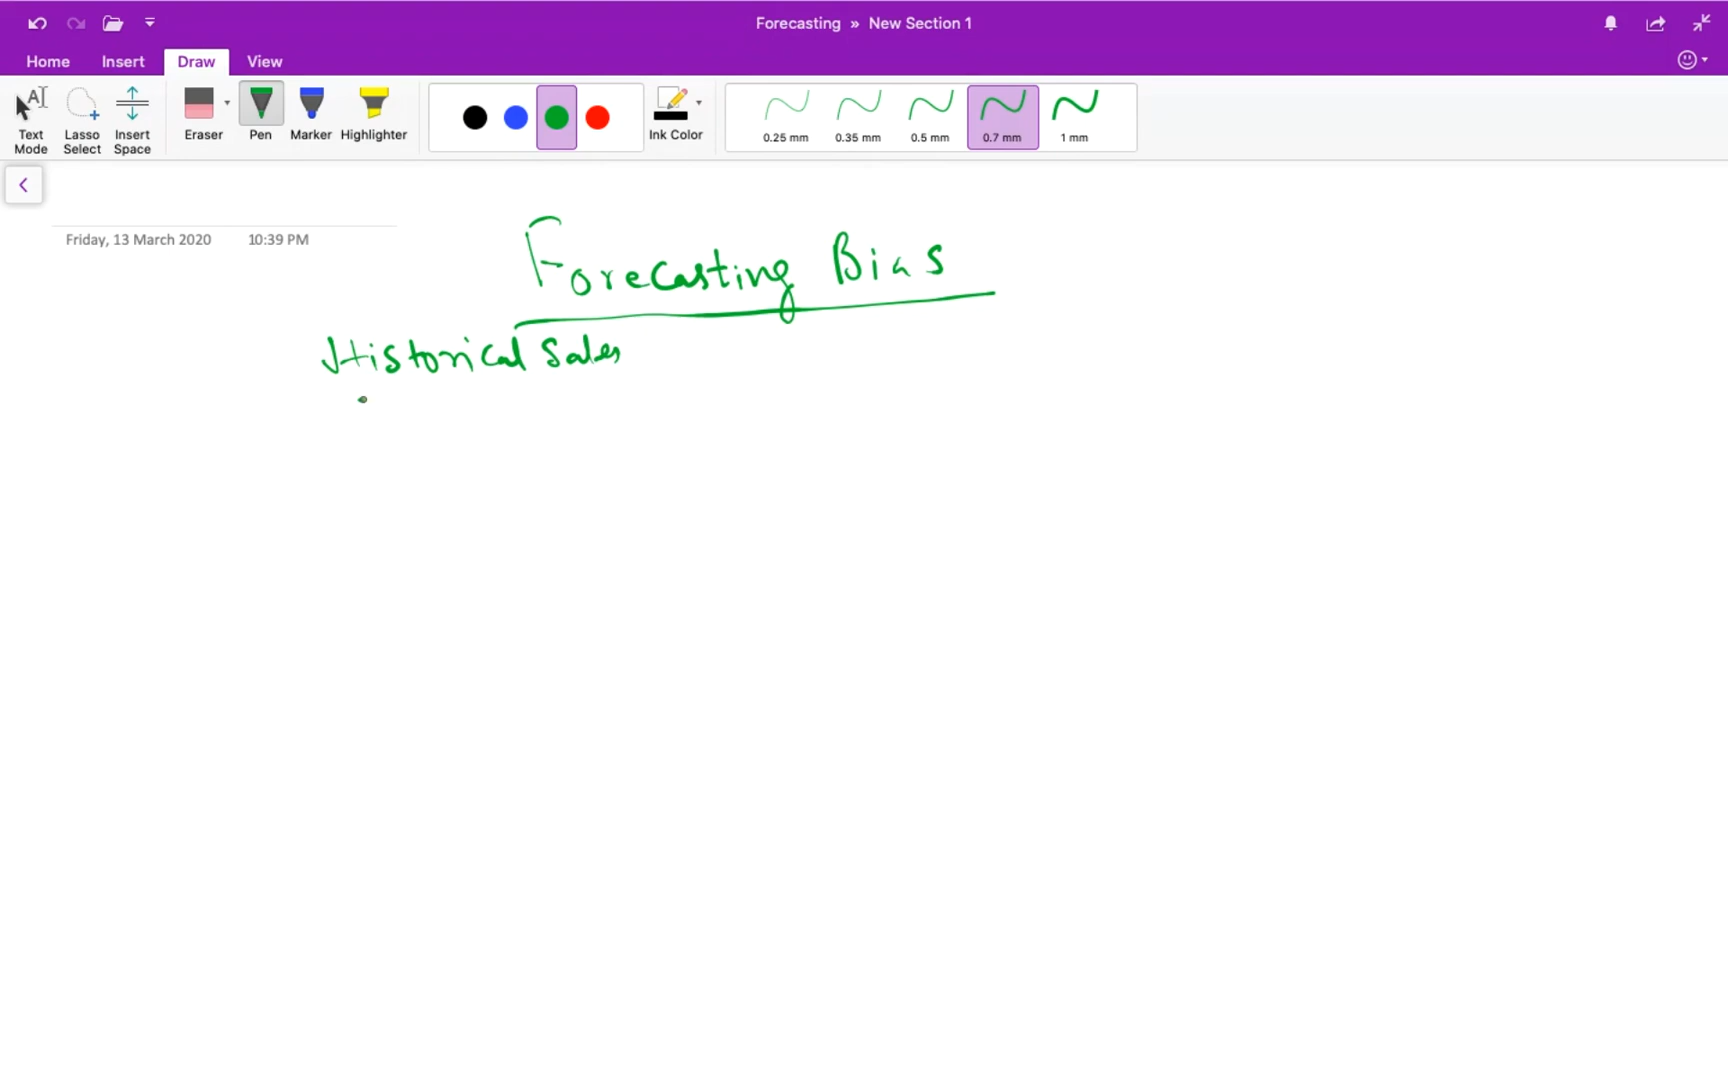 Forecasting » New Section 1
Home Insert Draw View
Text Mode
Lasso Select
Insert Space
Eraser
Pen
Marker
Highlighter
Ink Color
0.25 mm
0.35 mm
0.5 mm
0.7 mm
1 mm
Friday, 13 March 2020 10:39 PM
Forecasting Bias
Historical Sales